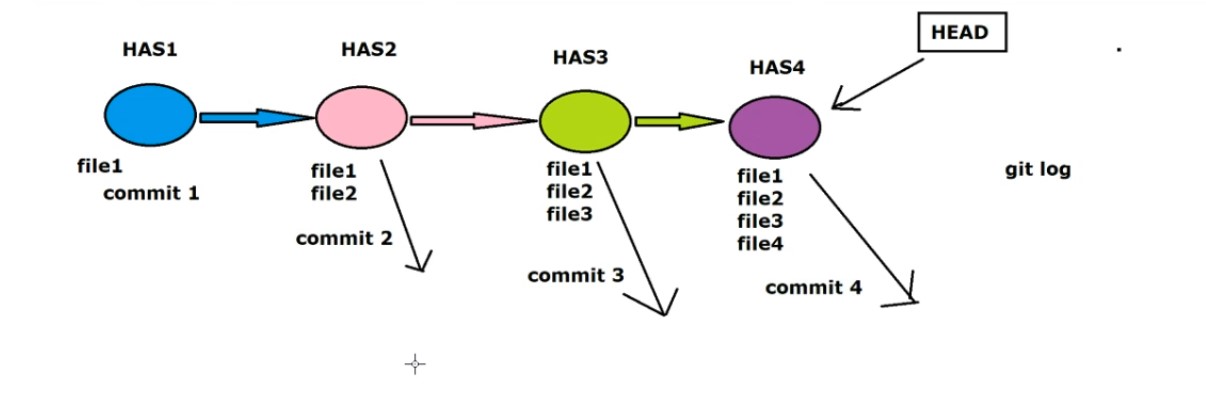 HAS1
HAS2
HAS3
HAS4
HEAD
file1
commit 1
file1
file2
commit 2
file1
file2
file3
commit 3
file1
file2
file3
file4
commit 4
git log